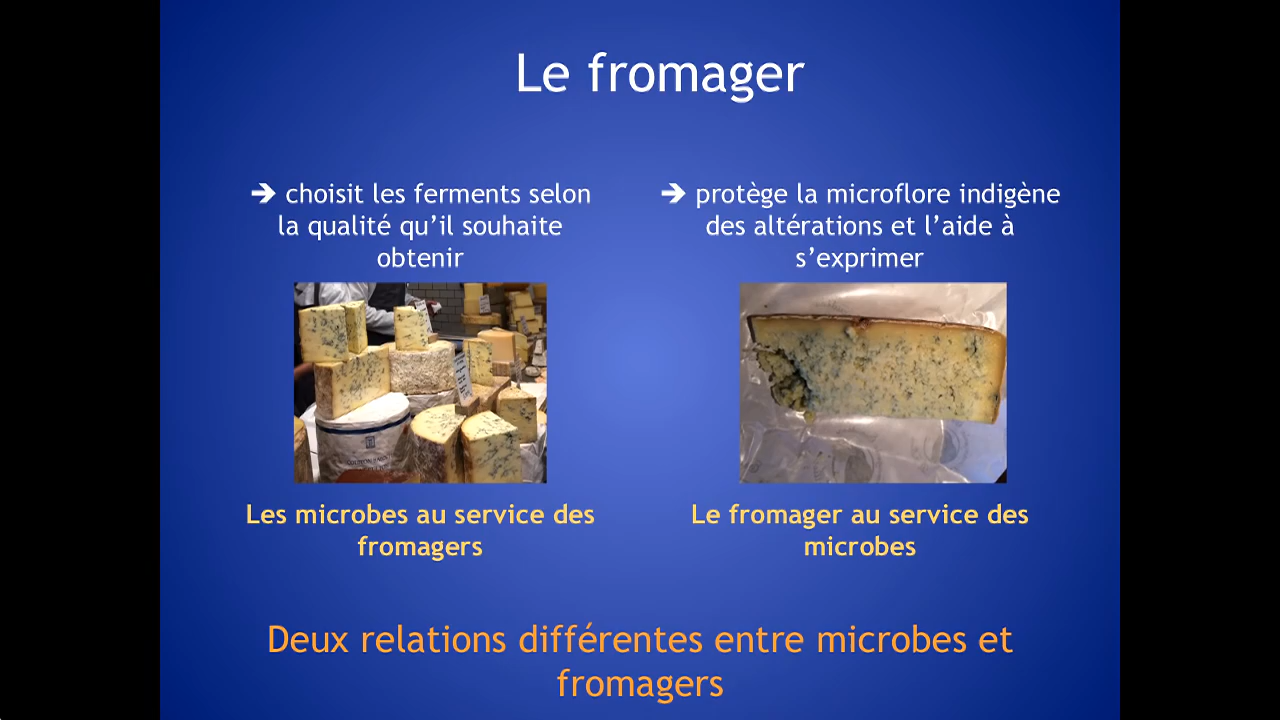 Le fromager
➔ choisit les ferments selon
la qualité qu’il souhaite
obtenir
➔ protège la microflore indigène
des altérations et l’aide à
s’exprimer
Les microbes au service des
fromagers
Le fromager au service des
microbes
Deux relations différentes entre microbes et
fromagers